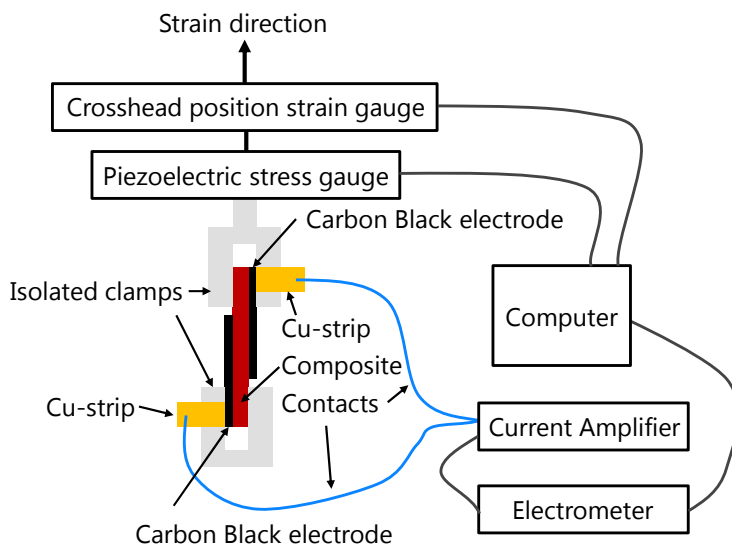 Strain direction
Crosshead position strain gauge
Piezoelectric stress gauge
Carbon Black electrode
Isolated clamps
Cu-strip
Computer
Composite
Cu-strip
Contacts
Current Amplifier
Electrometer
Carbon Black electrode